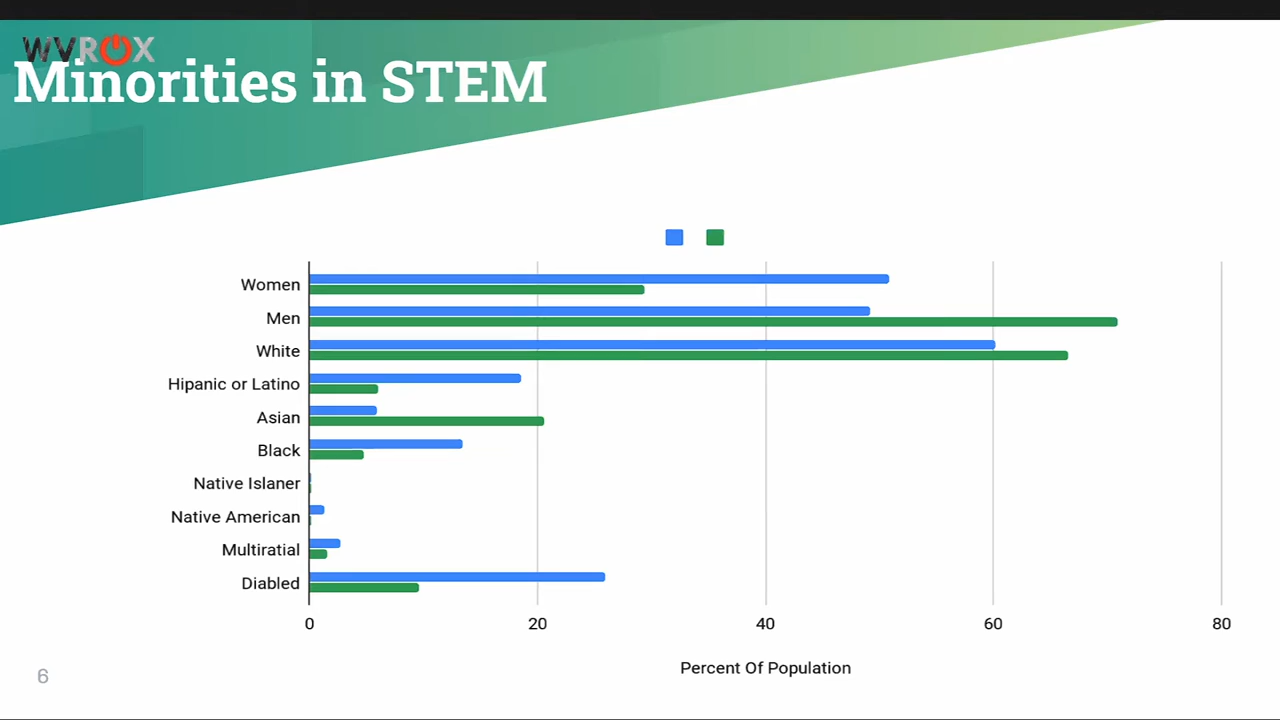 WVROX
Minorities in STEM
Women
Men
White
Hipanic or Latino
Asian
Black
Native Islaner
Native American
Multiratial
Diabled
0 20 40 60 80
Percent Of Population
6